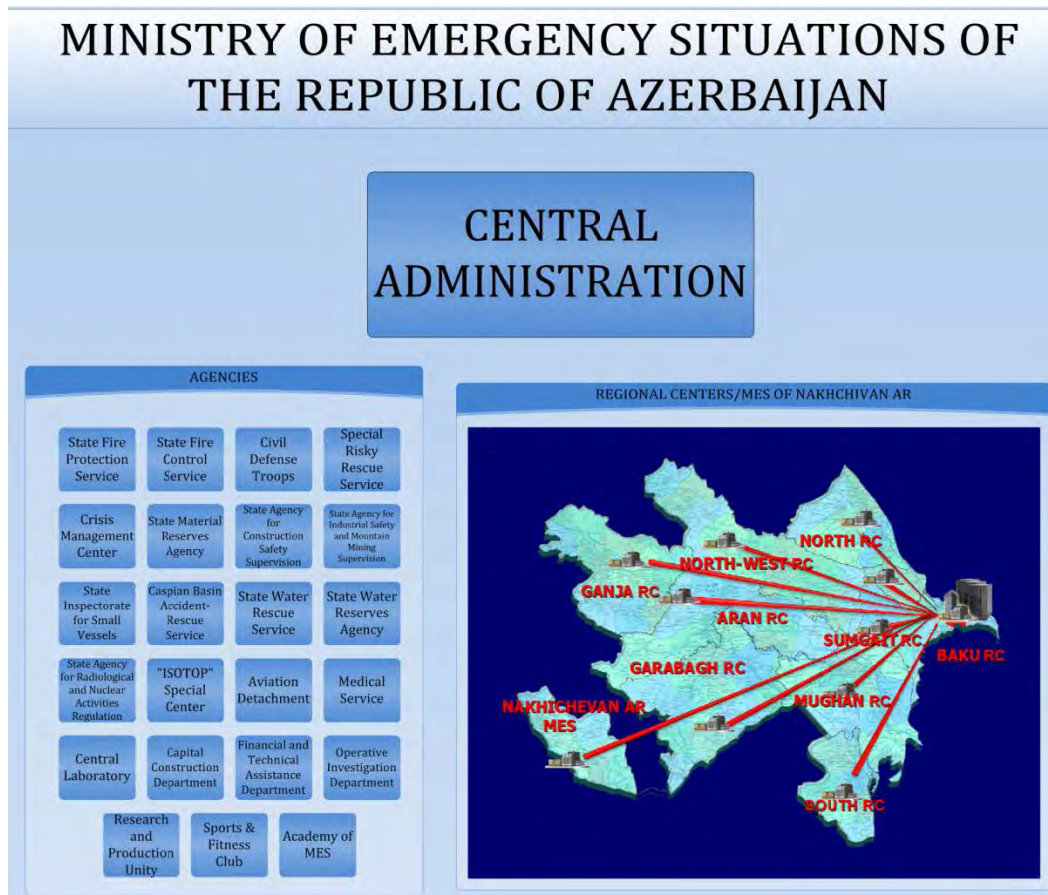 MINISTRY OF EMERGENCY SITUATIONS OF
THE REPUBLIC OF AZERBAIJAN
CENTRAL
ADMINISTRATION
AGENCIES
State Fire
Protection
Service
State Fire
Control
Service
Civil
Defense
Troops
Special
Risky
Rescue
Service
Crisis
Management
Center
State Material
Reserves
Agency
State Agency
for
Construction
Safety
Supervision
State Agency for
Industrial Safety
and Mountain
Mining
Supervision
State
Inspectorate
for Small
Vessels
Caspian Basin
Accident-
Rescue
Service
State Water
Rescue
Service
State Water
Reserves
Agency
State Agency
for Radiological
and Nuclear
Activities
Regulation
"ISOTOP"
Special
Center
Aviation
Detachment
Medical
Service
Central
Laboratory
Capital
Construction
Department
Financial and
Technical
Assistance
Department
Operative
Investigation
Department
Research
and
Production
Unity
Sports &
Fitness
Club
Academy of
MES
REGIONAL CENTERS/MES OF NAKHCHIVAN AR
NORTH RC
NORTH-WEST RC
GANJA RC
ARAN RC
SUMGAIT RC
BAKU RC
GARABAGH RC
MUGHAN RC
NAKHICHEVAN AR
MES
SOUTH RC